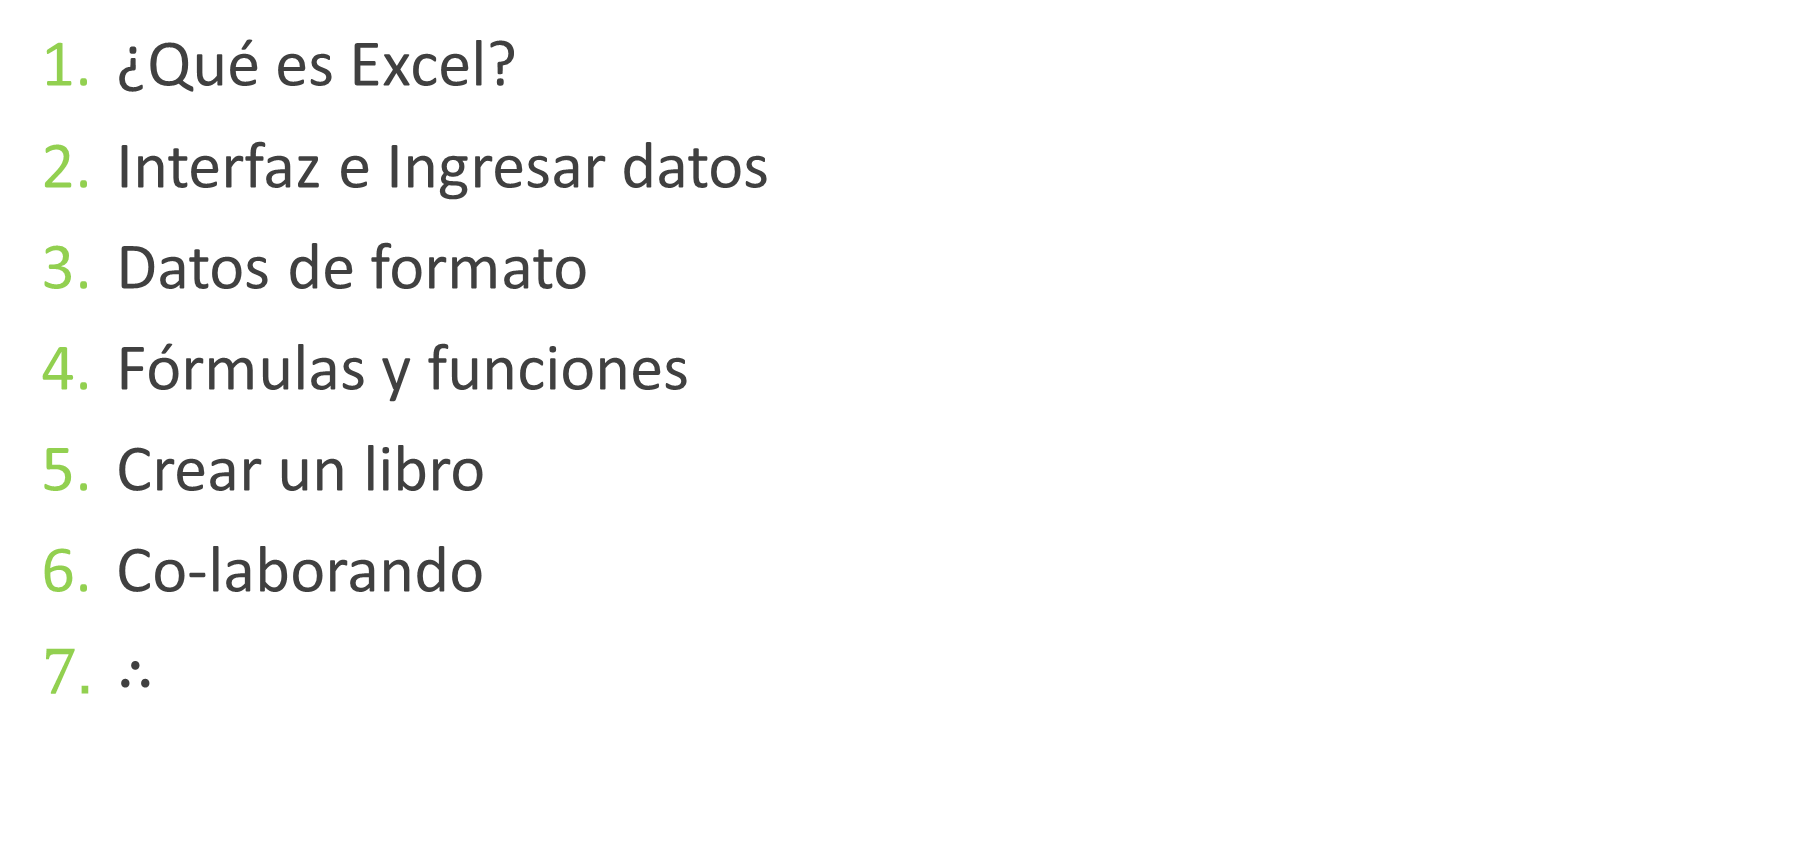 1. ¿Qué es Excel?
2. Interfaz e Ingresar datos
3. Datos de formato
4. Fórmulas y funciones
5. Crear un libro
6. Co-laborando
7. ∴